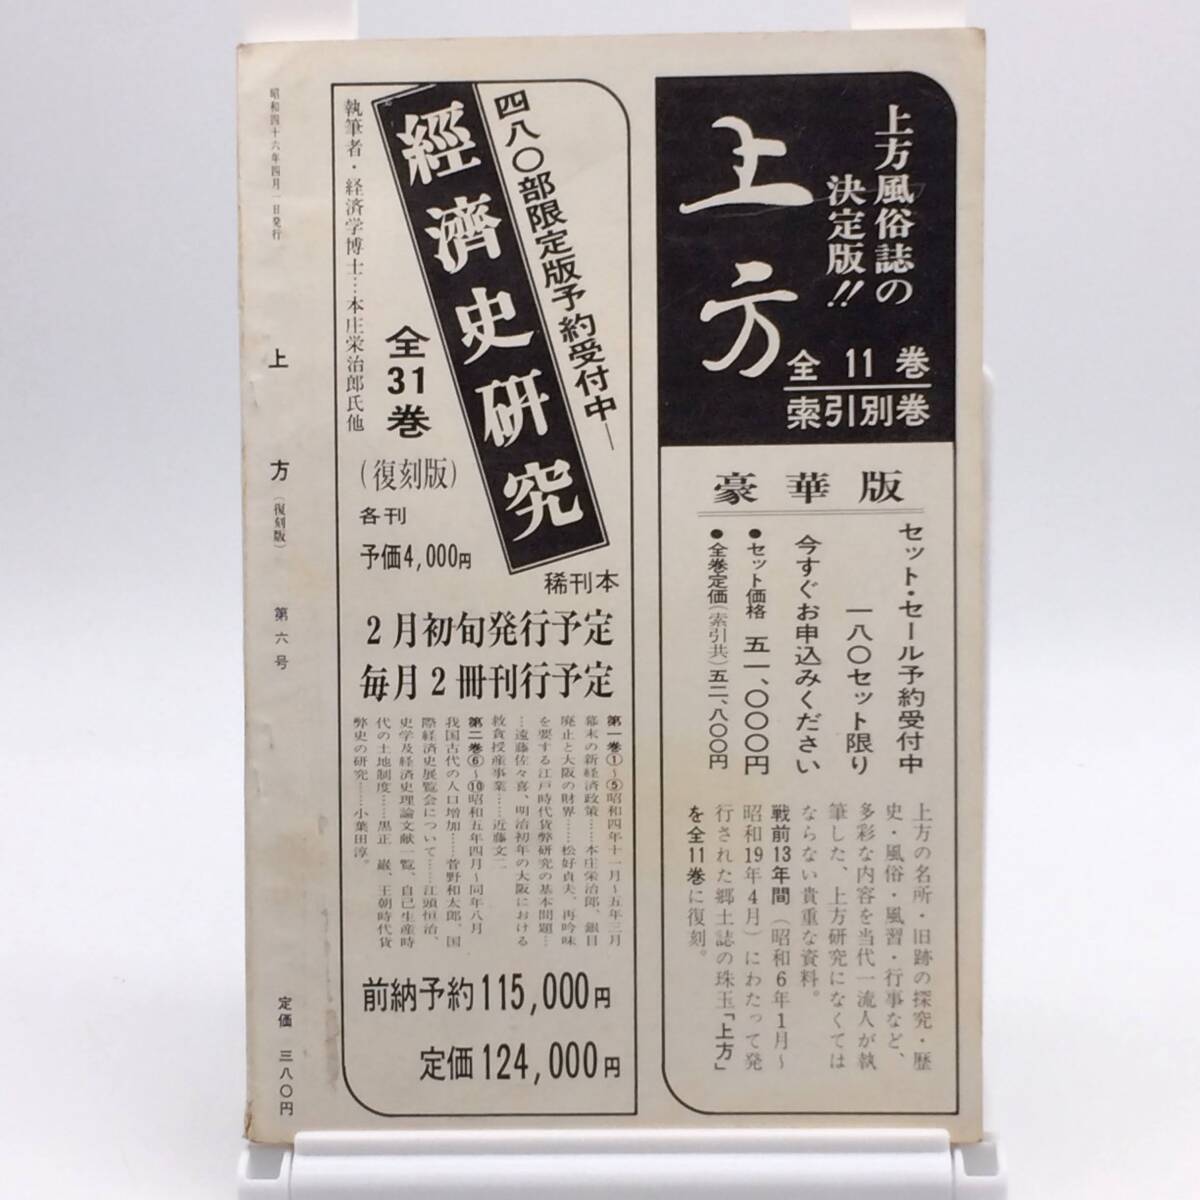 上方風俗誌の
決定版!!
上方
全11巻
索引別巻
豪華版
セット・セール予約受付中
一八〇セット限り
今すぐお申込みください
●セット価格 五一、〇〇〇円
●全巻定価(索引共)五二、八〇〇円
上方の名所・旧跡の探究・歴
史・風俗・風習・行事など、
多彩な内容を当代一流人が執
筆した、上方研究になくては
ならない貴重な資料。
戦前13年間(昭和6年1月~
昭和19年4月)にわたって発
行された郷土誌の珠玉「上方」
を全11巻に復刻。
四八〇部限定版予約受付中―
經濟史研究
執筆者・経済学博士…本庄栄治郎氏他
全31巻
(復刻版)
各刊
予価4,000円
稀刊本
2月初旬発行予定
毎月2冊刊行予定
第一巻①~⑤昭和四年十一月~五年三月
幕末の新経済政策……本庄栄治郎、銀目
廃止と大阪の財界……松好貞夫、再吟味
を要する江戸時代貨幣研究の基本問題…
…遠藤佐々喜、明治初年の大阪における
救貧授産事業……近藤文二
第二巻⑥~⑩昭和五年四月~同年八月
我国古代の人口増加……菅野和太郎、国
際経済史展覧会について……江頭恒治、
史学及経済史理論文献一覧、自己生産時
代の土地制度……黒正 巌、王朝時代貨
幣史の研究……小葉田淳。
前納予約115,000円
定価124,000円
昭和四十六年四月一日発行
上方(復刻版) 第六号
定価 三八〇円